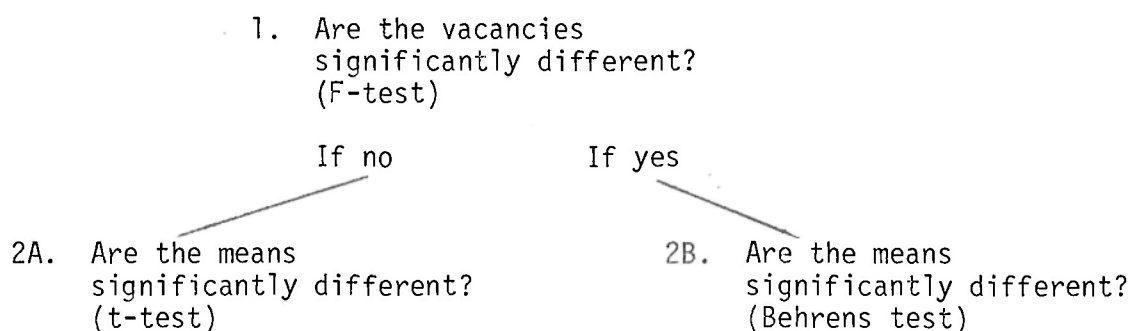 1. Are the vacancies
significantly different?
(F-test)
If no If yes
2A. Are the means
significantly different?
(t-test)
2B. Are the means
significantly different?
(Behrens test)